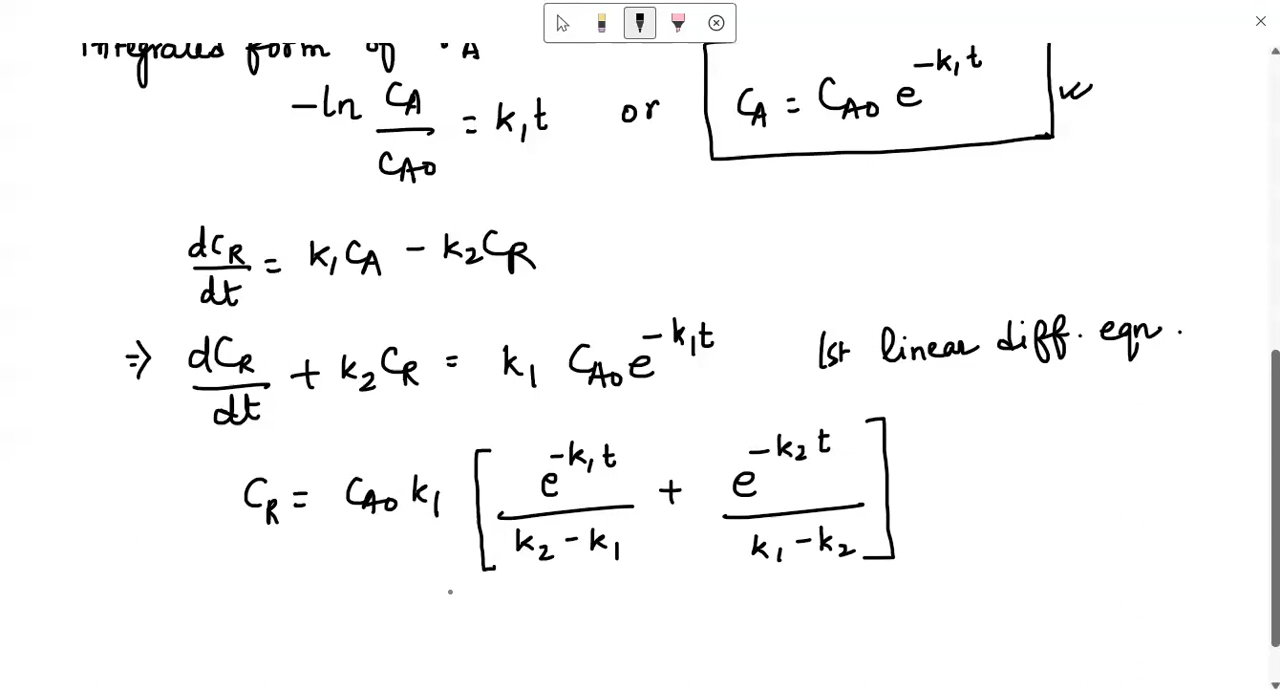 Integrated form of rA
-ln CA/CA0 = k1t or CA = CA0 e^-k1t
dCR/dt = k1CA - k2CR
=> dCR/dt + k2CR = k1 CA0 e^-k1t 1st linear diff. eqn.
CR = CA0 k1 [ e^-k1t / k2 - k1 + e^-k2t / k1 - k2 ]